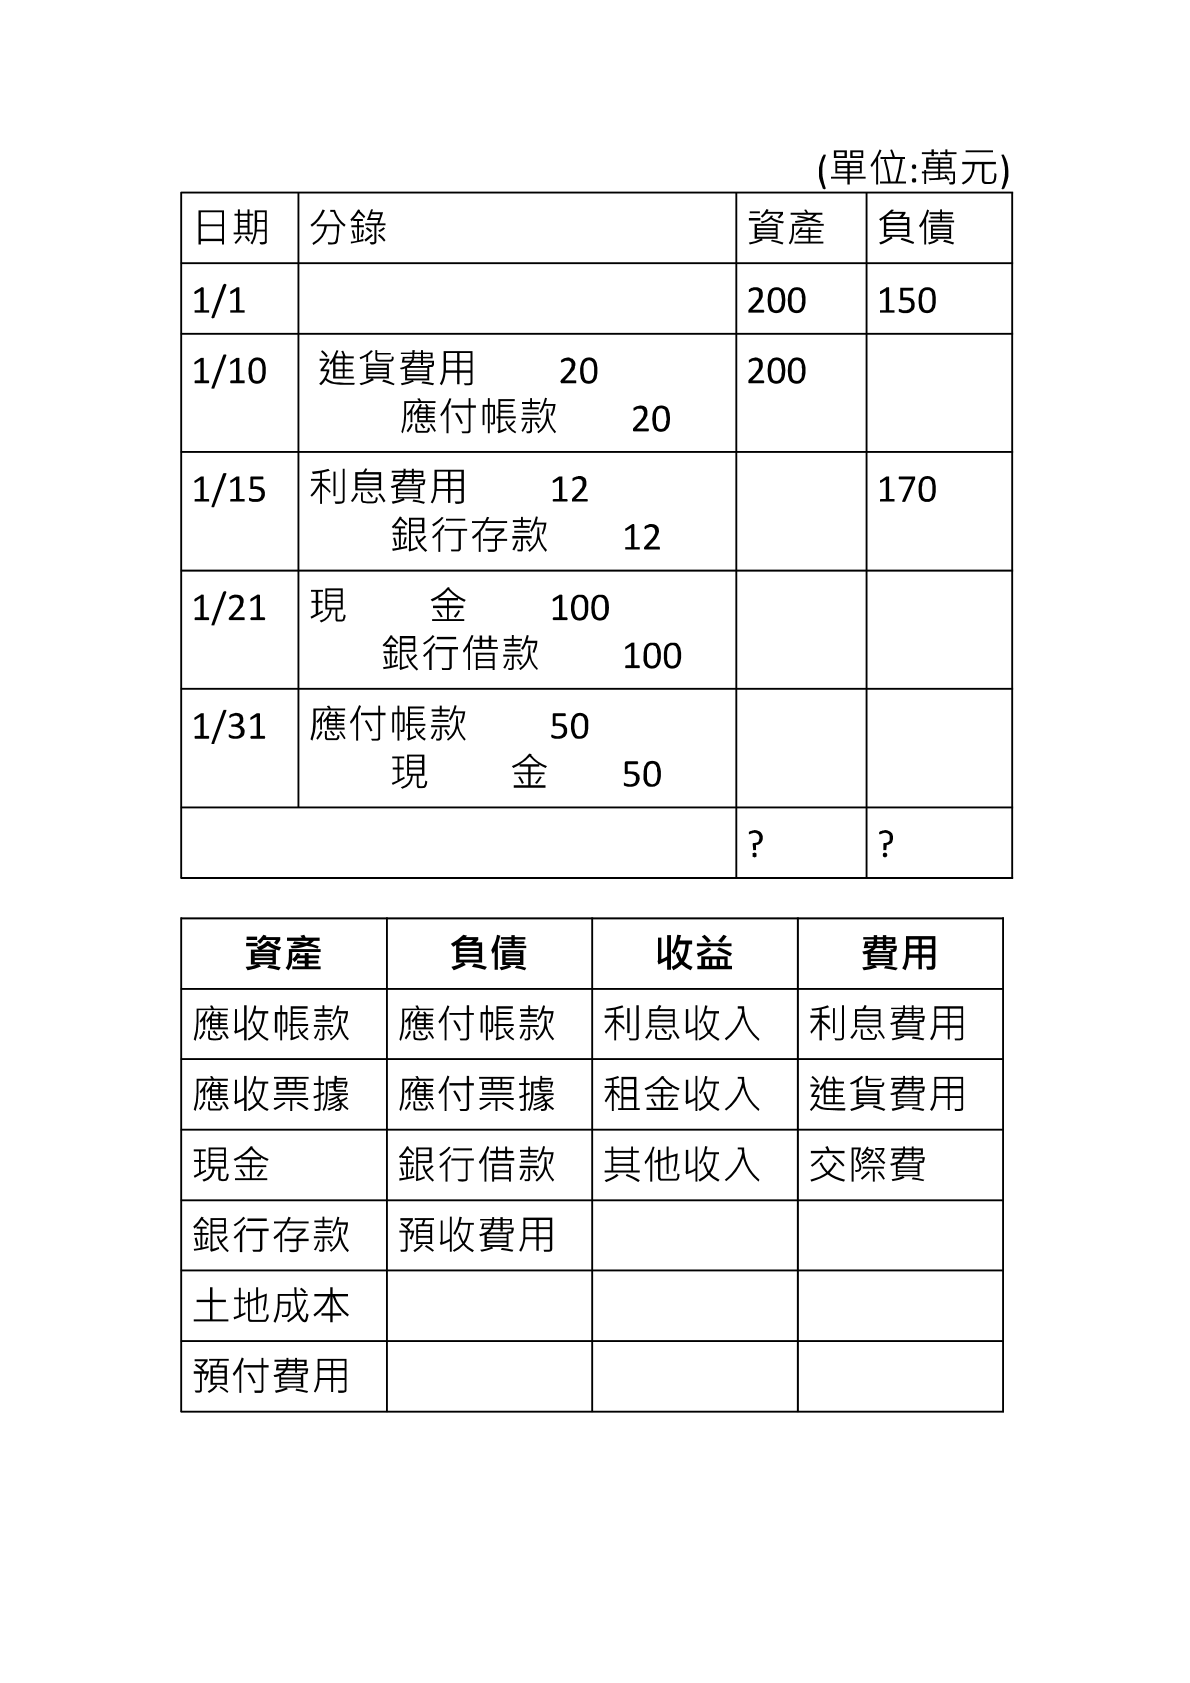 (單位:萬元)
日期 分錄 資產 負債
1/1 200 150
1/10 進貨費用 20 200
應付帳款 20
1/15 利息費用 12 170
銀行存款 12
1/21 現 金 100
銀行借款 100
1/31 應付帳款 50
現 金 50
? ?
資產 負債 收益 費用
應收帳款 應付帳款 利息收入 利息費用
應收票據 應付票據 租金收入 進貨費用
現金 銀行借款 其他收入 交際費
銀行存款 預收費用
土地成本
預付費用